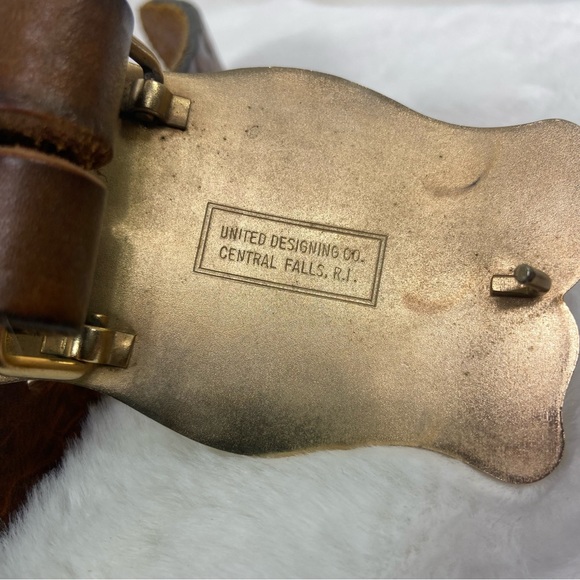 UNITED DESIGNING CO.
CENTRAL FALLS, R.I.